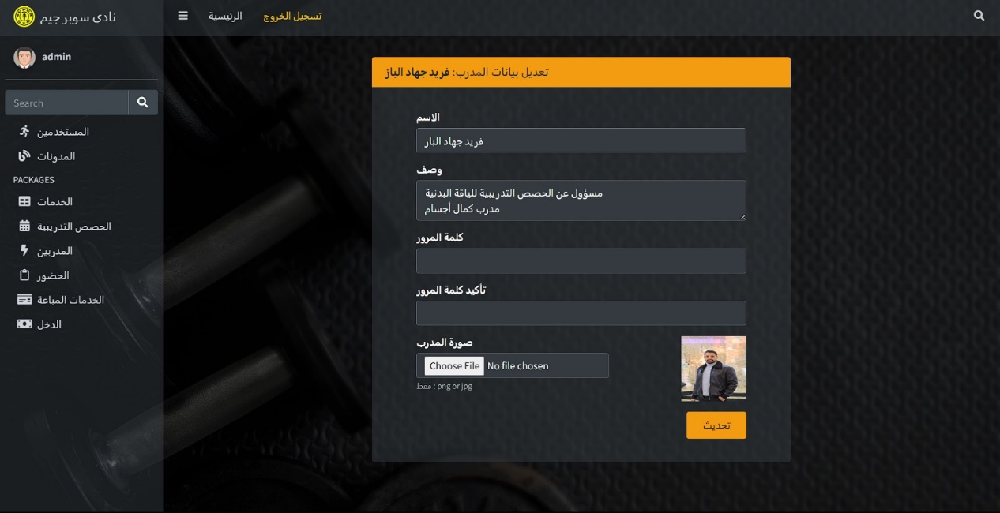 نادي سوبر جيم
الرئيسية
تسجيل الخروج
admin
Search
المستخدمين
المدونات
PACKAGES
الخدمات
الحصص التدريبية
المدربين
الحضور
الخدمات المباعة
الدخل
تعديل بيانات المدرب: فريد جهاد الباز
الاسم
فريد جهاد الباز
وصف
مسؤول عن الحصص التدريبية للياقة البدنية
مدرب كمال أجسام
كلمة المرور
تأكيد كلمة المرور
صورة المدرب
Choose File No file chosen
فقط : png or jpg
تحديث